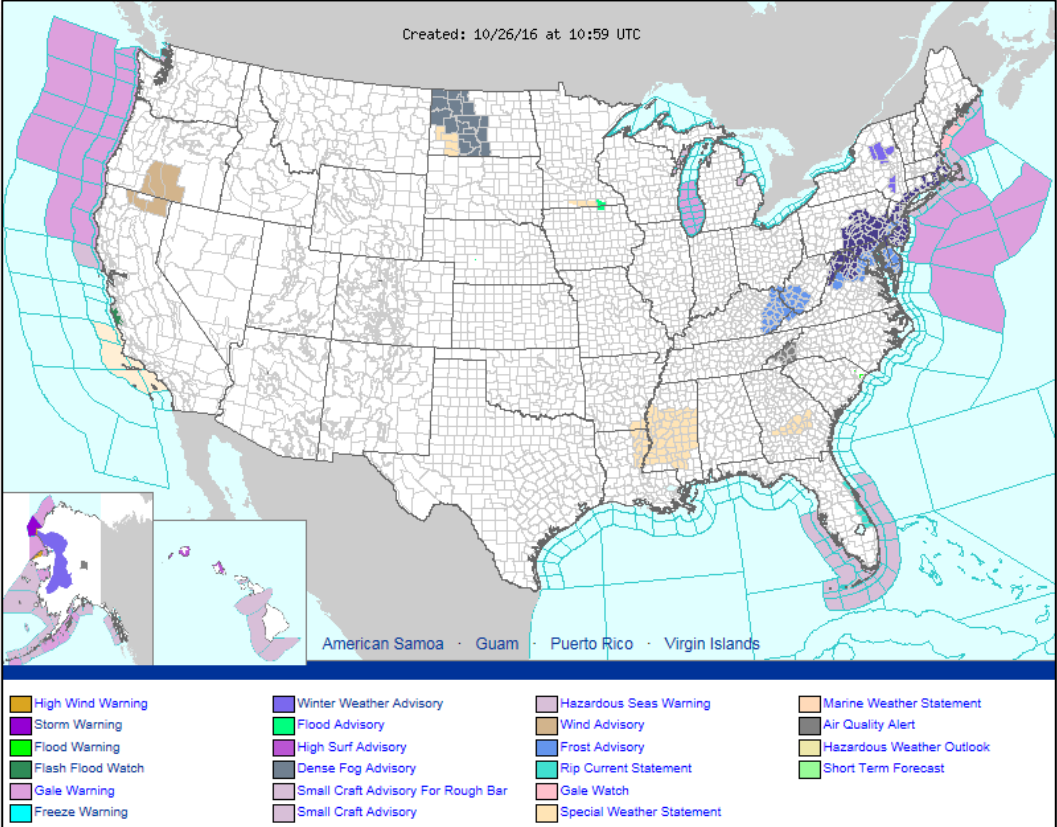 Created: 10/26/16 at 10:59 UTC
American Samoa · Guam · Puerto Rico · Virgin Islands
High Wind Warning
Storm Warning
Flood Warning
Flash Flood Watch
Gale Warning
Freeze Warning
Winter Weather Advisory
Flood Advisory
High Surf Advisory
Dense Fog Advisory
Small Craft Advisory For Rough Bar
Small Craft Advisory
Hazardous Seas Warning
Wind Advisory
Frost Advisory
Rip Current Statement
Gale Watch
Special Weather Statement
Marine Weather Statement
Air Quality Alert
Hazardous Weather Outlook
Short Term Forecast